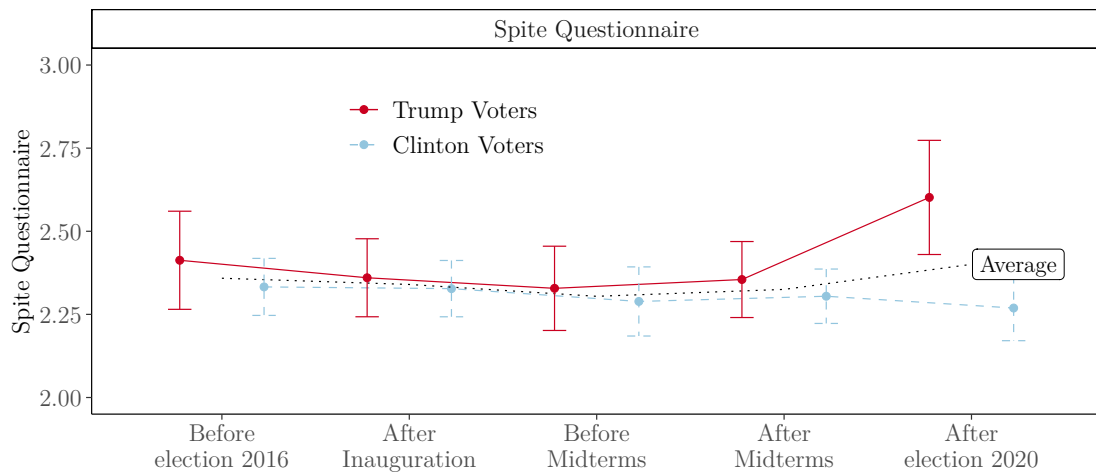 Spite Questionnaire
Spite Questionnaire
3.00
2.75
2.50
2.25
2.00
Trump Voters
Clinton Voters
Average
Before
election 2016
After
Inauguration
Before
Midterms
After
Midterms
After
election 2020